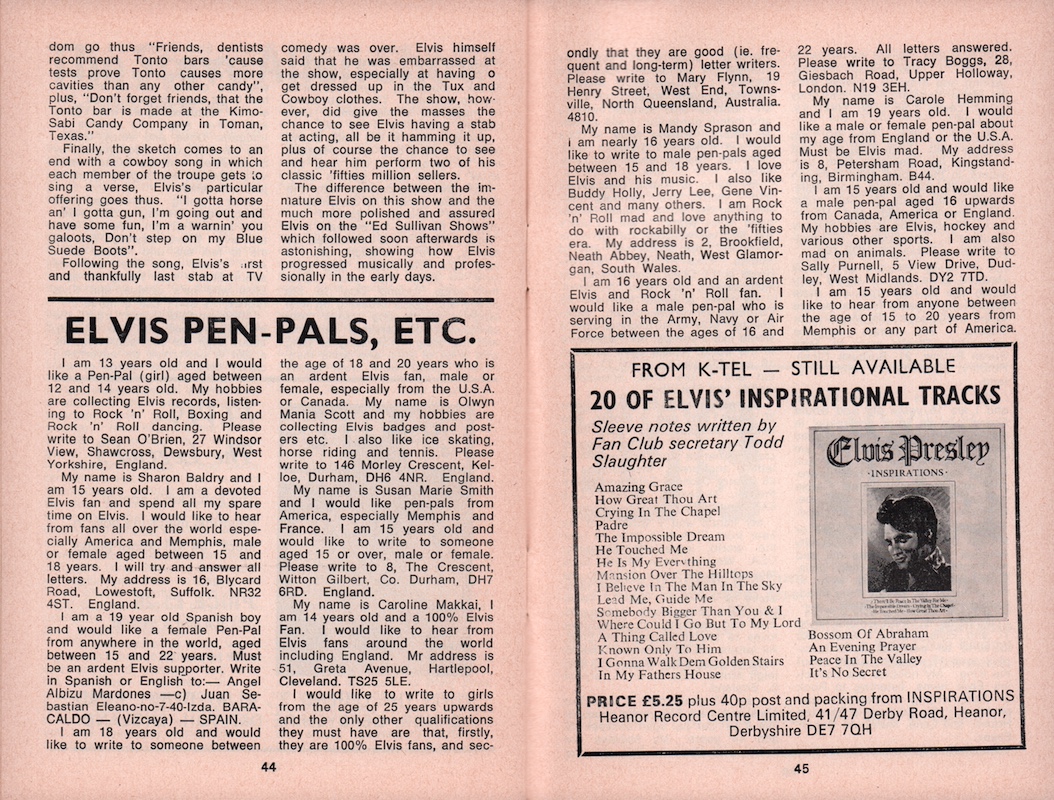 dom go thus "Friends, dentists
recommend Tonto bars 'cause
tests prove Tonto causes more
cavities than any other candy",
plus, "Don't forget friends, that the
Tonto bar is made at the Kimo-
Sabi Candy Company in Toman,
Texas."
Finally, the sketch comes to an
end with a cowboy song in which
each member of the troupe gets to
sing a verse, Elvis's particular
offering goes thus. "I gotta horse
an' I gotta gun, I'm going out and
have some fun, I'm a warnin' you
galoots, Don't step on my Blue
Suede Boots".
Following the song, Elvis's first
and thankfully last stab at TV
comedy was over. Elvis himself
said that he was embarrassed at
the show, especially at having o
get dressed up in the Tux and
Cowboy clothes. The show, how-
ever, did give the masses the
chance to see Elvis having a stab
at acting, all be it hamming it up,
plus of course the chance to see
and hear him perform two of his
classic 'fifties million sellers.
The difference between the im-
mature Elvis on this show and the
much more polished and assured
Elvis on the "Ed Sullivan Shows"
which followed soon afterwards is
astonishing, showing how Elvis
progressed musically and profes-
sionally in the early days.
ELVIS PEN-PALS, ETC.
I am 13 years old and I would
like a Pen-Pal (girl) aged between
12 and 14 years old. My hobbies
are collecting Elvis records, listen-
ing to Rock 'n' Roll, Boxing and
Rock 'n' Roll dancing. Please
write to Sean O'Brien, 27 Windsor
View, Shawcross, Dewsbury, West
Yorkshire, England.
My name is Sharon Baldry and I
am 15 years old. I am a devoted
Elvis fan and spend all my spare
time on Elvis. I would like to hear
from fans all over the world espe-
cially America and Memphis, male
or female aged between 15 and
18 years. I will try and answer all
letters. My address is 16, Blycard
Road, Lowestoft, Suffolk. NR32
4ST. England.
I am a 19 year old Spanish boy
and would like a female Pen-Pal
from anywhere in the world, aged
between 15 and 22 years. Must
be an ardent Elvis supporter. Write
in Spanish or English to:— Angel
Albizu Mardones —c) Juan Se-
bastian Eleano-no-7-40-Izda. BARA-
CALDO — (Vizcaya) — SPAIN.
I am 18 years old and would
like to write to someone between
the age of 18 and 20 years who is
an ardent Elvis fan, male or
female, especially from the U.S.A.
or Canada. My name is Olwyn
Mania Scott and my hobbies are
collecting Elvis badges and post-
ers etc. I also like ice skating,
horse riding and tennis. Please
write to 146 Morley Crescent, Kel-
loe, Durham, DH6 4NR. England.
My name is Susan Marie Smith
and I would like pen-pals from
America, especially Memphis and
France. I am 15 years old and
would like to write to someone
aged 15 or over, male or female.
Please write to 8, The Crescent,
Witton Gilbert, Co. Durham, DH7
6RD. England.
My name is Caroline Makkai, I
am 14 years old and a 100% Elvis
Fan. I would like to hear from
Elvis fans around the world
including England. Mr address is
51, Greta Avenue, Hartlepool,
Cleveland. TS25 5LE.
I would like to write to girls
from the age of 25 years upwards
and the only other qualifications
they must have are that, firstly,
they are 100% Elvis fans, and sec-
44
ondly that they are good (ie. fre-
quent and long-term) letter writers.
Please write to Mary Flynn, 19
Henry Street, West End, Towns-
ville, North Queensland, Australia.
4810.
My name is Mandy Sprason and
I am nearly 16 years old. I would
like to write to male pen-pals aged
between 15 and 18 years. I love
Elvis and his music. I also like
Buddy Holly, Jerry Lee, Gene Vin-
cent and many others. I am Rock
'n' Roll mad and love anything to
do with rockabilly or the 'fifties
era. My address is 2, Brookfield,
Neath Abbey, Neath, West Glamor-
gan, South Wales.
I am 16 years old and an ardent
Elvis and Rock 'n' Roll fan. I
would like a male pen-pal who is
serving in the Army, Navy or Air
Force between the ages of 16 and
22 years. All letters answered.
Please write to Tracy Boggs, 28,
Giesbach Road, Upper Holloway,
London. N19 3EH.
My name is Carole Hemming
and I am 19 years old. I would
like a male or female pen-pal about
my age from England or the U.S.A.
Must be Elvis mad. My address
is 8, Petersham Road, Kingstand-
ing, Birmingham. B44.
I am 15 years old and would like
a male pen-pal aged 16 upwards
from Canada, America or England.
My hobbies are Elvis, hockey and
various other sports. I am also
mad on animals. Please write to
Sally Purnell, 5 View Drive, Dud-
ley, West Midlands. DY2 7TD.
I am 15 years old and would
like to hear from anyone between
the age of 15 to 20 years from
Memphis or any part of America.
FROM K-TEL — STILL AVAILABLE
20 OF ELVIS' INSPIRATIONAL TRACKS
Sleeve notes written by
Fan Club secretary Todd
Slaughter
Amazing Grace
How Great Thou Art
Crying In The Chapel
Padre
The Impossible Dream
He Touched Me
He Is My Everything
Mansion Over The Hilltops
I Believe In The Man In The Sky
Lead Me, Guide Me
Somebody Bigger Than You & I
Where Could I Go But To My Lord
A Thing Called Love
Known Only To Him
I Gonna Walk Dem Golden Stairs
In My Fathers House
Elvis Presley
·INSPIRATIONS·
There'll Be Peace In The Valley For Me·
·The Impossible Dream·Crying In The Chapel·
·He Touched Me·How Great Thou Art·
Bossom Of Abraham
An Evening Prayer
Peace In The Valley
It's No Secret
PRICE £5.25 plus 40p post and packing from INSPIRATIONS
Heanor Record Centre Limited, 41/47 Derby Road, Heanor,
Derbyshire DE7 7QH
45